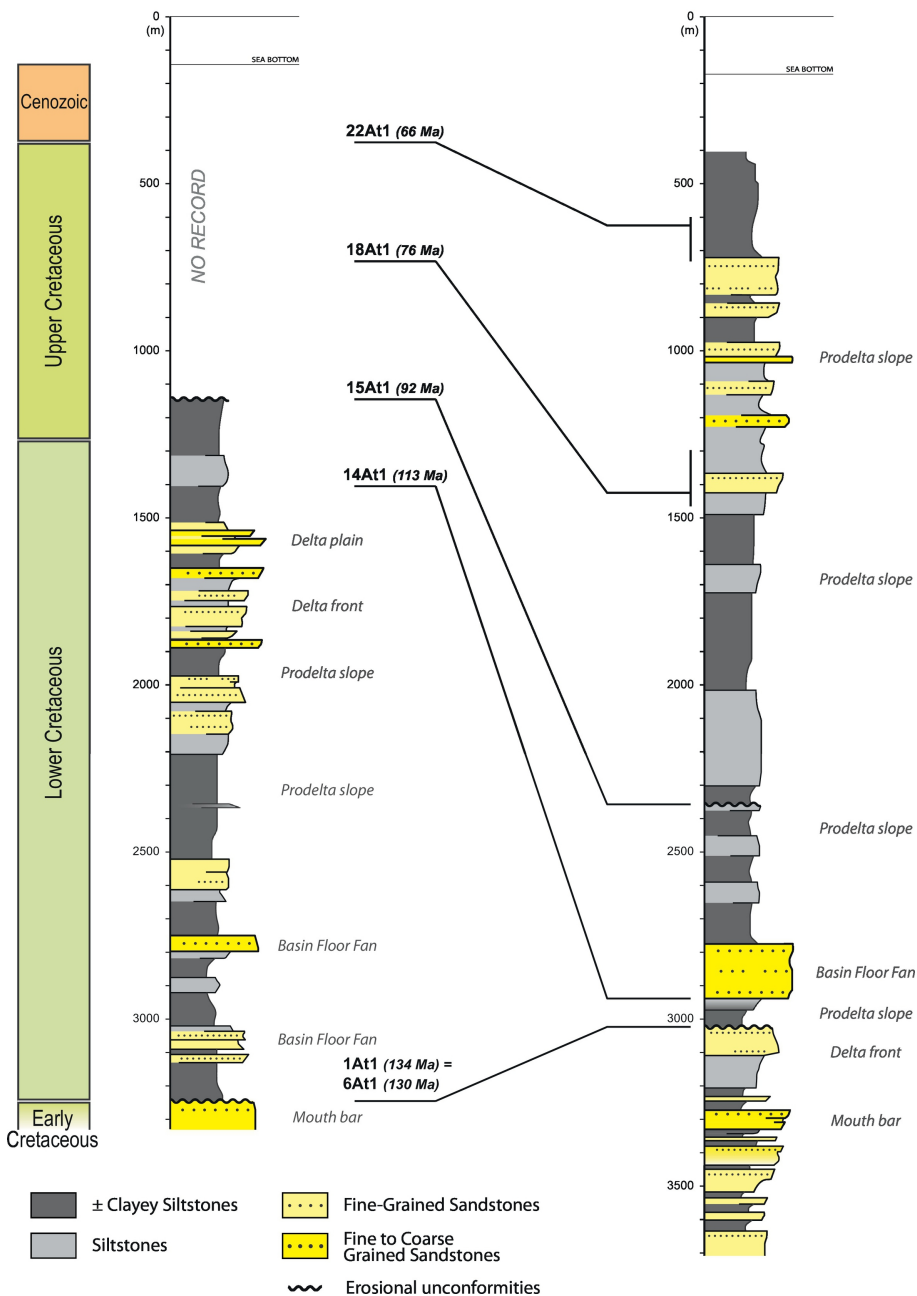 0
(m)
SEA BOTTOM
500
1000
1500
2000
2500
3000
Cenozoic
Upper Cretaceous
Lower Cretaceous
Early
Cretaceous
NO RECORD
Delta plain
Delta front
Prodelta slope
Prodelta slope
Basin Floor Fan
Basin Floor Fan
Mouth bar
22At1 (66 Ma)
18At1 (76 Ma)
15At1 (92 Ma)
14At1 (113 Ma)
1At1 (134 Ma) =
6At1 (130 Ma)
0
(m)
SEA BOTTOM
500
1000
1500
2000
2500
3000
3500
Prodelta slope
Prodelta slope
Prodelta slope
Basin Floor Fan
Prodelta slope
Delta front
Mouth bar
± Clayey Siltstones
Siltstones
Fine-Grained Sandstones
Fine to Coarse
Grained Sandstones
Erosional unconformities